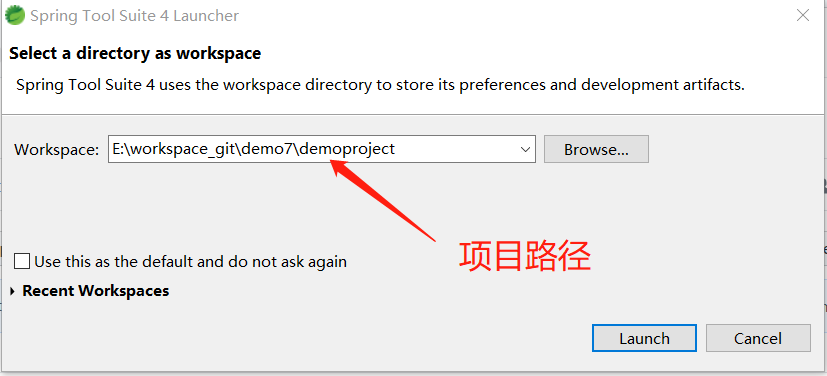 Spring Tool Suite 4 Launcher
Select a directory as workspace
Spring Tool Suite 4 uses the workspace directory to store its preferences and development artifacts.
Workspace: E:\workspace_git\demo7\demoproject Browse...
项目路径
Use this as the default and do not ask again
Recent Workspaces
Launch Cancel